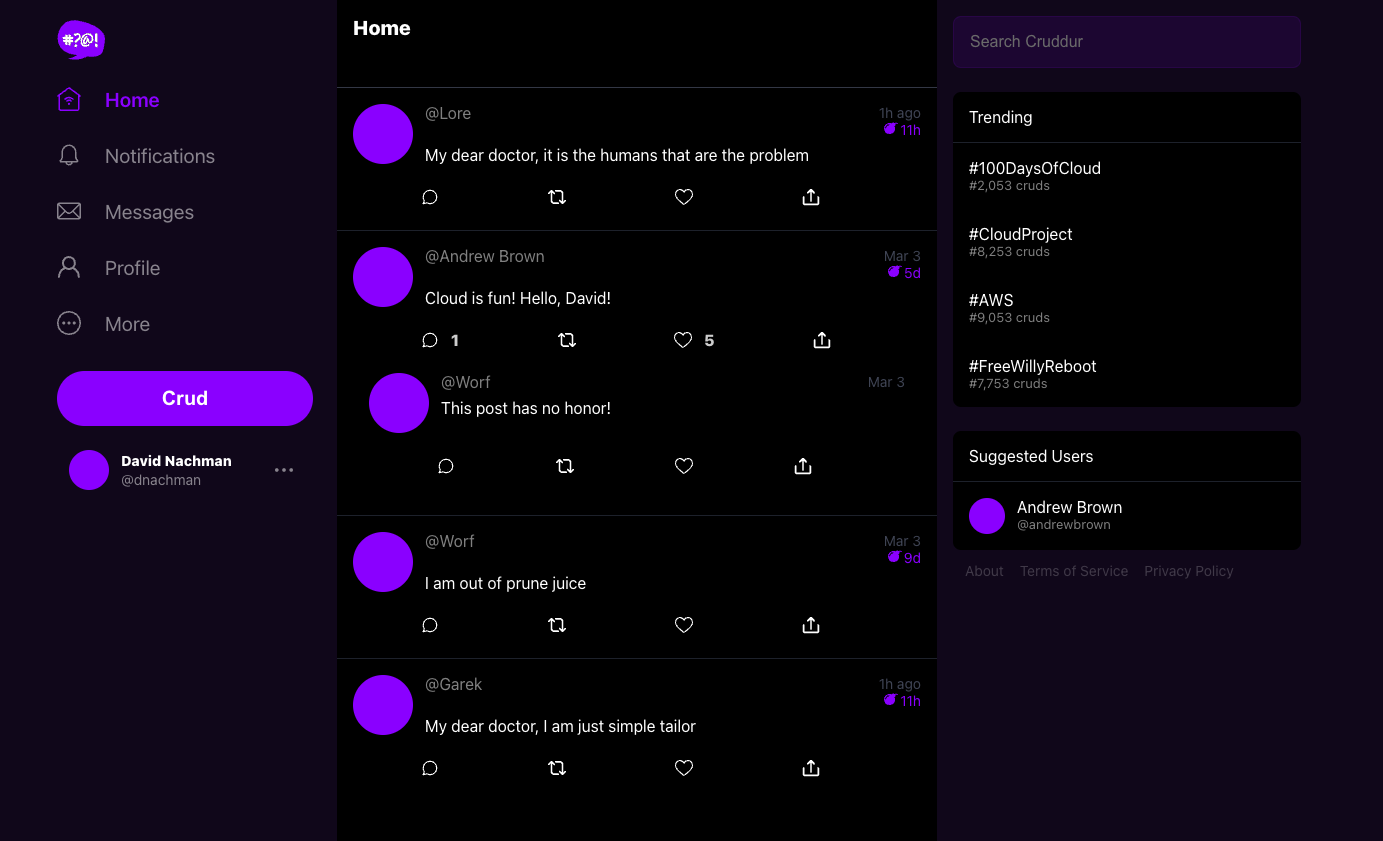 #?@!
Home
Notifications
Messages
Profile
More
Crud
David Nachman
@dnachman
Home
@Lore
1h ago
11h
My dear doctor, it is the humans that are the problem
@Andrew Brown
Mar 3
5d
Cloud is fun! Hello, David!
1
5
@Worf
Mar 3
This post has no honor!
@Worf
Mar 3
9d
I am out of prune juice
@Garek
1h ago
11h
My dear doctor, I am just simple tailor
Search Cruddur
Trending
#100DaysOfCloud
#2,053 cruds
#CloudProject
#8,253 cruds
#AWS
#9,053 cruds
#FreeWillyReboot
#7,753 cruds
Suggested Users
Andrew Brown
@andrewbrown
About Terms of Service Privacy Policy